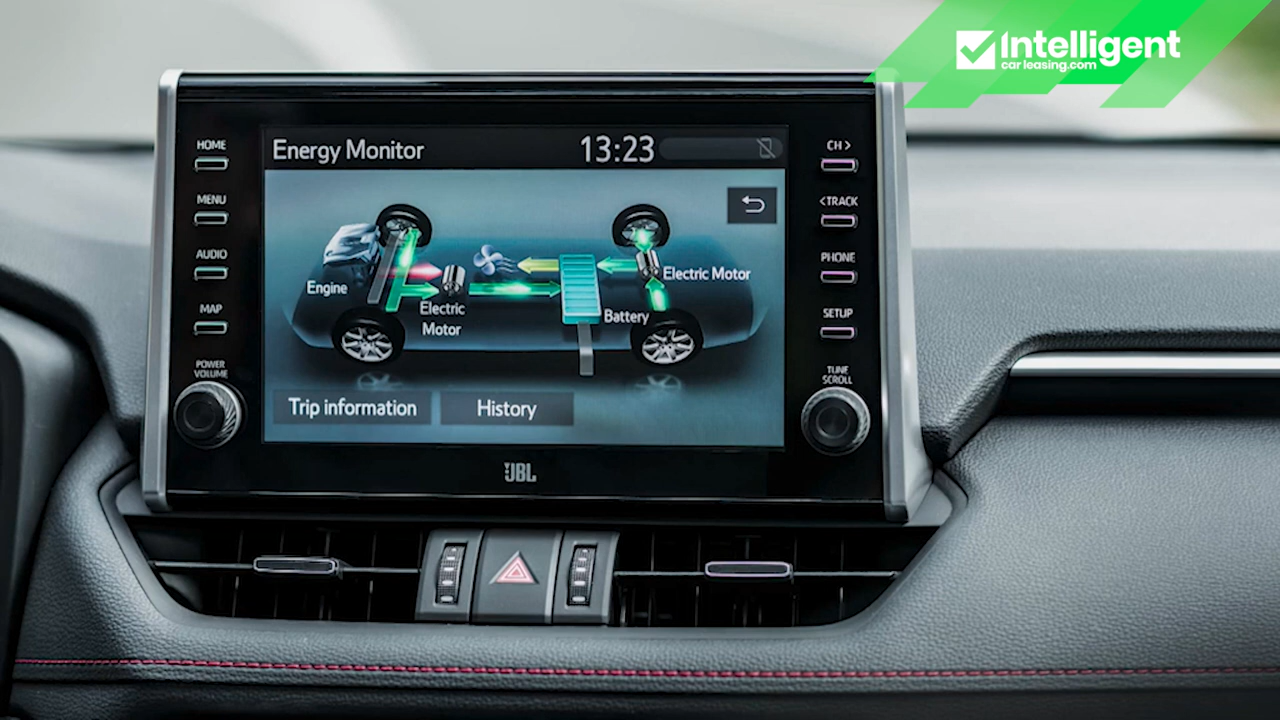 Intelligent
carleasing.com
Energy Monitor
13:23
HOME
MENU
AUDIO
MAP
POWER
VOLUME
Engine
Electric
Motor
Battery
Electric Motor
Trip information
History
CH >
< TRACK
PHONE
SETUP
TUNE
SCROLL
JBL